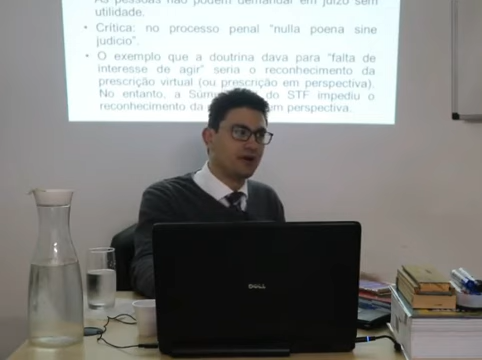 As pessoas não podem demandar em juízo sem
utilidade.
• Crítica: no processo penal "nulla poena sine
judicio".
• O exemplo que a doutrina dava para "falta de
interesse de agir" seria o reconhecimento da
prescrição virtual (ou prescrição em perspectiva).
No entanto, a Súm do STF impediu o
reconhecimento da em perspectiva.
DELL